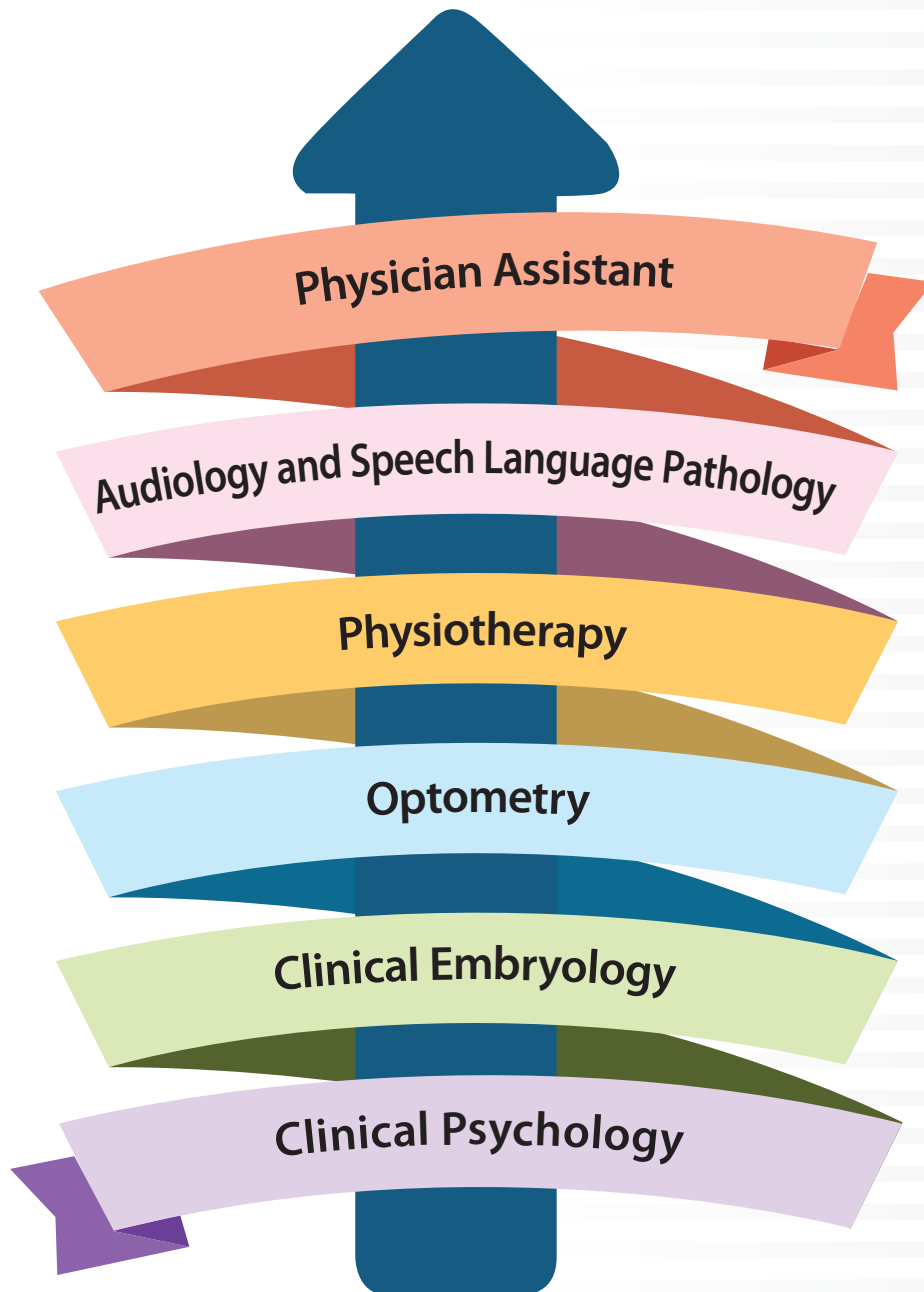 Physician Assistant
Audiology and Speech Language Pathology
Physiotherapy
Optometry
Clinical Embryology
Clinical Psychology